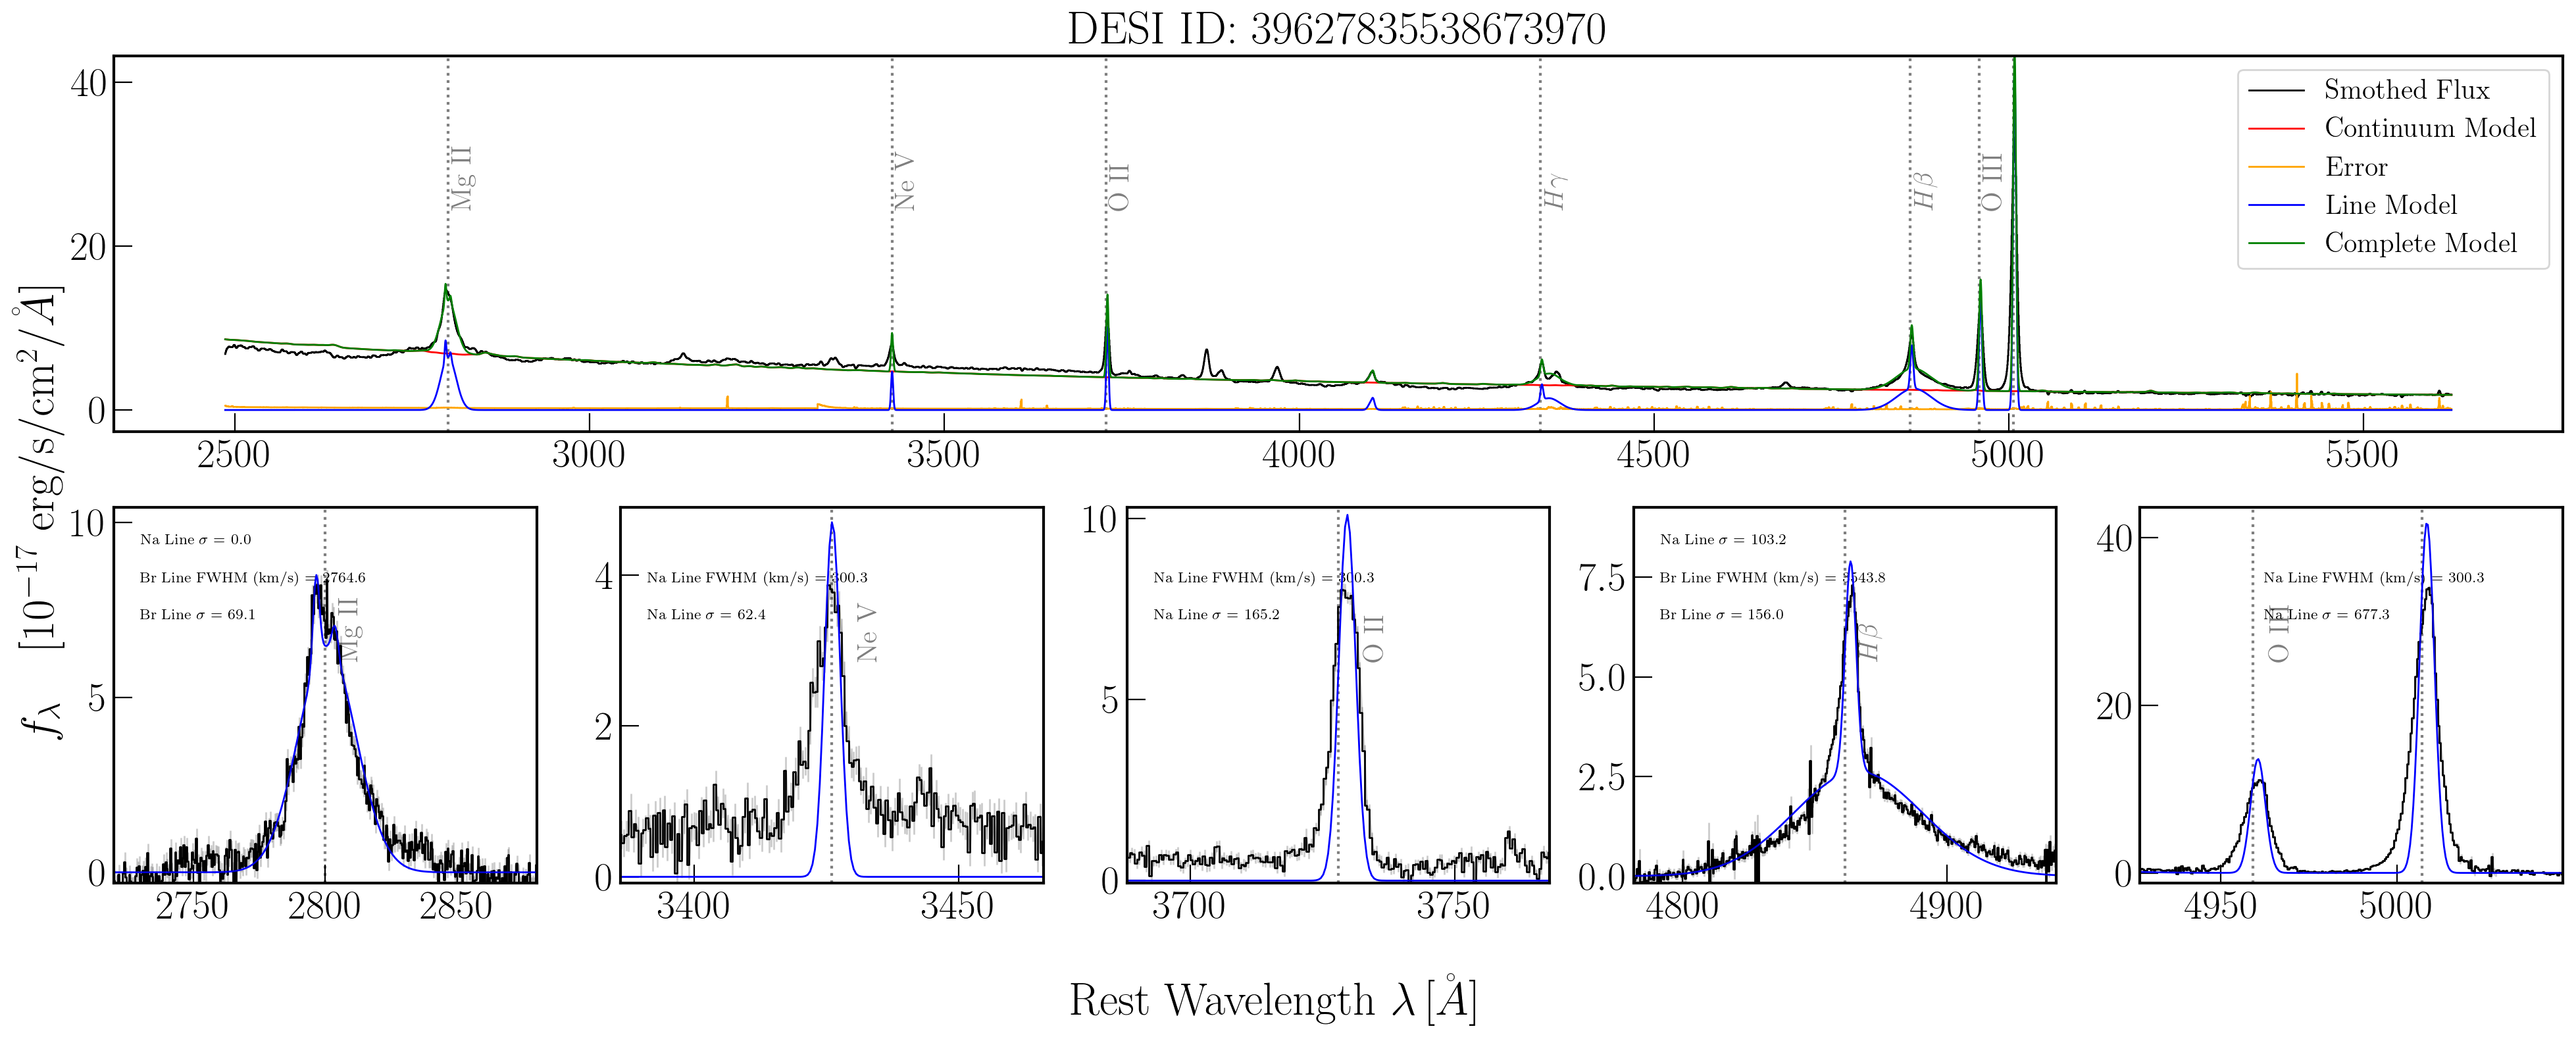 DESI ID: 39627835538673970
40
20
0
2500
3000
3500
4000
4500
5000
5500
Mg II
Ne V
O II
Hγ
Hβ
O III
Smothed Flux
Continuum Model
Error
Line Model
Complete Model
fλ [10⁻¹⁷ erg/s/cm²/Å]
10
5
0
2750
2800
2850
Na Line σ = 0.0
Br Line FWHM (km/s) = 2764.6
Br Line σ = 69.1
Mg II
4
2
0
3400
3450
Na Line FWHM (km/s) = 300.3
Na Line σ = 62.4
Ne V
10
5
0
3700
3750
Na Line FWHM (km/s) = 300.3
Na Line σ = 165.2
O II
7.5
5.0
2.5
0.0
4800
4900
Na Line σ = 103.2
Br Line FWHM (km/s) =
Br Line σ = 156.0
Hβ
40
20
0
4950
5000
Na Line FWHM (km/s) = 300.3
Na Line σ = 677.3
O III
Rest Wavelength λ [Å]